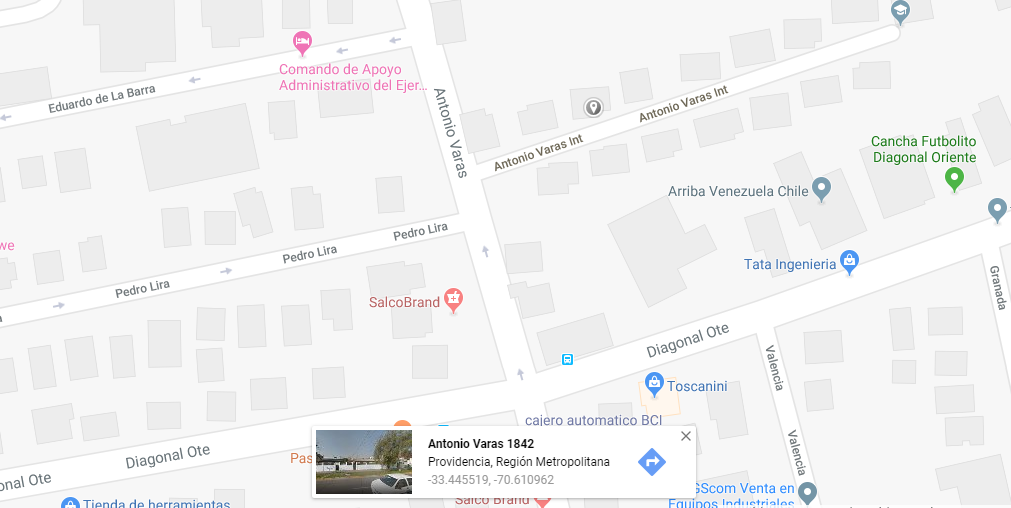 Comando de Apoyo
Administrativo del Ejer...
Eduardo de La Barra
Antonio Varas
Antonio Varas Int
Antonio Varas Int
Cancha Futbolito
Diagonal Oriente
Arriba Venezuela Chile
Pedro Lira
Pedro Lira
Pedro Lira
we
Tata Ingenieria
Granada
SalcoBrand
Diagonal Ote
Valencia
Toscanini
cajero automatico BCI
Diagonal Ote
Pas
Antonio Varas 1842
Providencia, Región Metropolitana
-33.445519, -70.610962
Valencia
onal Ote
Tienda de herramientas
Salco Brand
GScom Venta en
Equipos Industriales